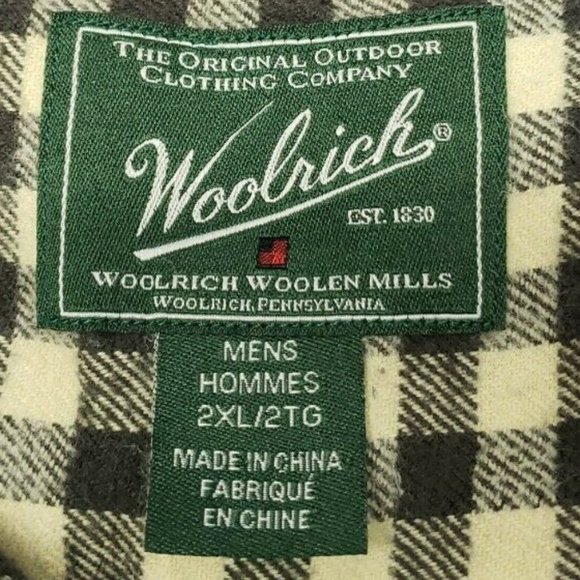 THE ORIGINAL OUTDOOR
CLOTHING COMPANY
Woolrich®
EST. 1830
WOOLRICH WOOLEN MILLS
WOOLRICH, PENNSYLVANIA
MENS
HOMMES
2XL/2TG
MADE IN CHINA
FABRIQUÉ
EN CHINE